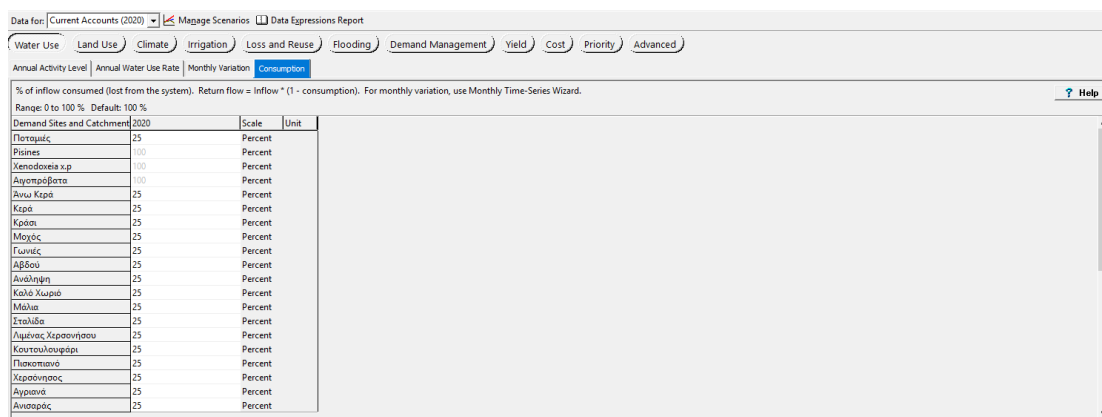 Data for: Current Accounts (2020) Manage Scenarios Data Expressions Report
Water Use Land Use Climate Irrigation Loss and Reuse Flooding Demand Management Yield Cost Priority Advanced
Annual Activity Level Annual Water Use Rate Monthly Variation Consumption
% of inflow consumed (lost from the system). Return flow = Inflow * (1 - consumption). For monthly variation, use Monthly Time-Series Wizard.
? Help
Range: 0 to 100 % Default: 100 %
Demand Sites and Catchment 2020 Scale Unit
Ποταμιές 25 Percent
Pisines 100 Percent
Xenodoxeia x.p 100 Percent
Αιγοπρόβατα 100 Percent
Άνω Κερά 25 Percent
Κερά 25 Percent
Κράσι 25 Percent
Μοχός 25 Percent
Γωνιές 25 Percent
Αβδού 25 Percent
Ανάληψη 25 Percent
Καλό Χωριό 25 Percent
Μάλια 25 Percent
Σταλίδα 25 Percent
Λιμένας Χερσονήσου 25 Percent
Κουτουλουφάρι 25 Percent
Πισκοπιανό 25 Percent
Χερσόνησος 25 Percent
Αγριανά 25 Percent
Ανισαράς 25 Percent